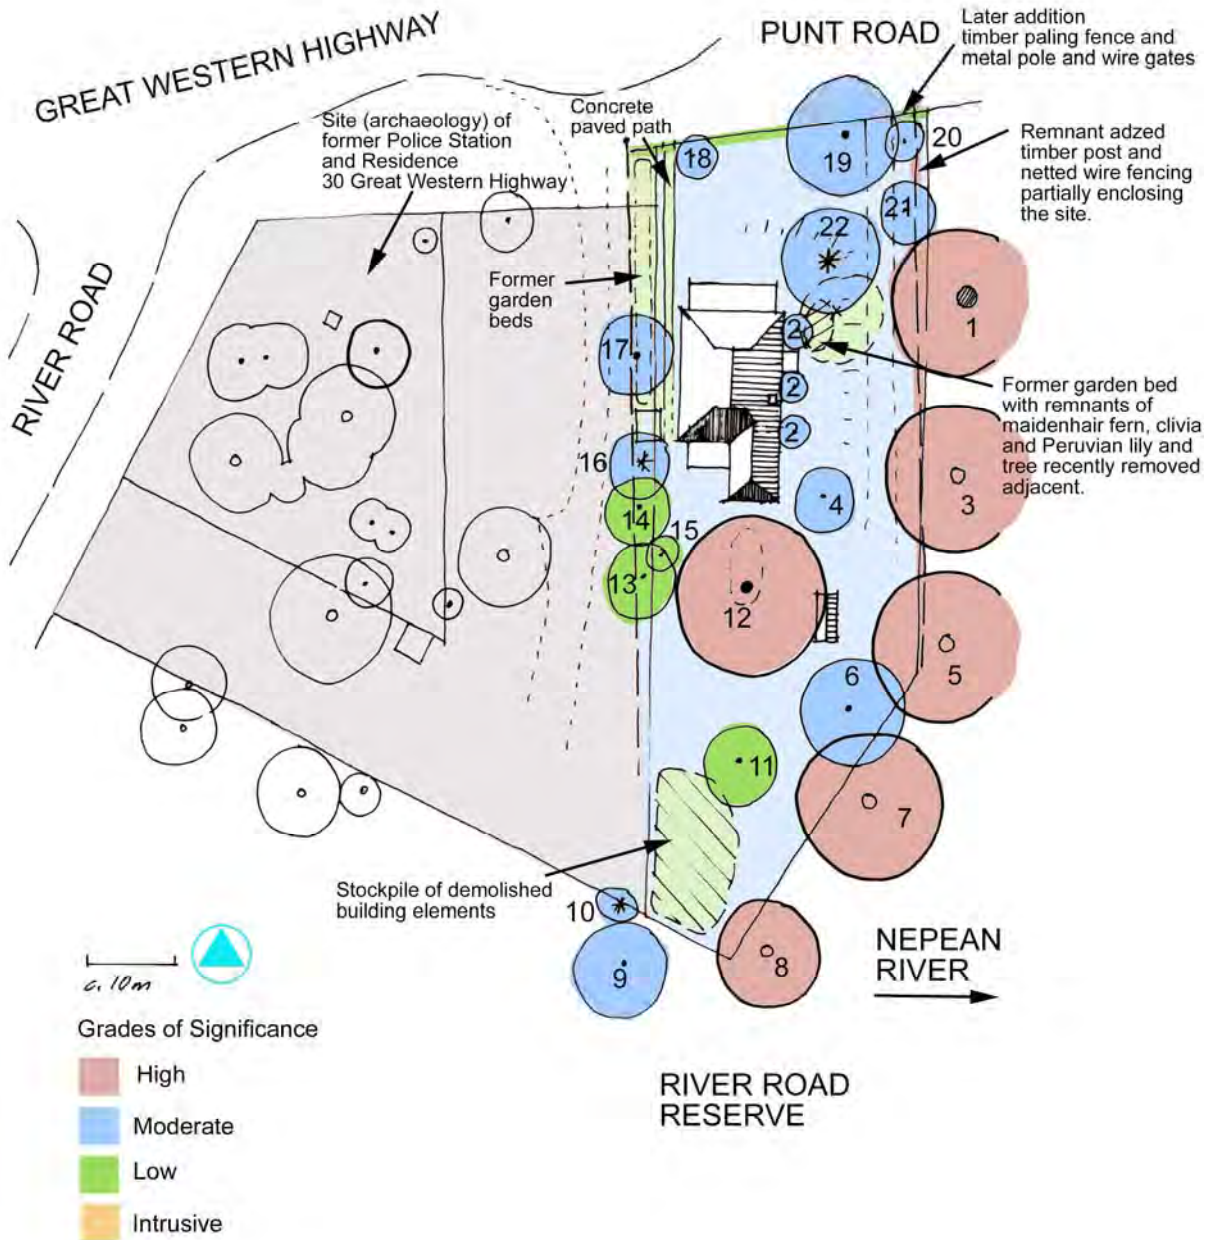 GREAT WESTERN HIGHWAY
PUNT ROAD
Later addition
timber paling fence and
metal pole and wire gates
Site (archaeology) of
former Police Station
and Residence
30 Great Western Highway
Concrete
paved path
Remnant adzed
timber post and
netted wire fencing
partially enclosing
the site.
RIVER ROAD
Former
garden
beds
18
19
20
21
22
1
17
2
2
2
Former garden bed
with remnants of
maidenhair fern, clivia
and Peruvian lily and
tree recently removed
adjacent.
16
14
15
13
4
3
12
5
6
11
7
Stockpile of demolished
building elements
10
9
8
NEPEAN
RIVER
c. 10m
Grades of Significance
High
Moderate
Low
Intrusive
RIVER ROAD
RESERVE